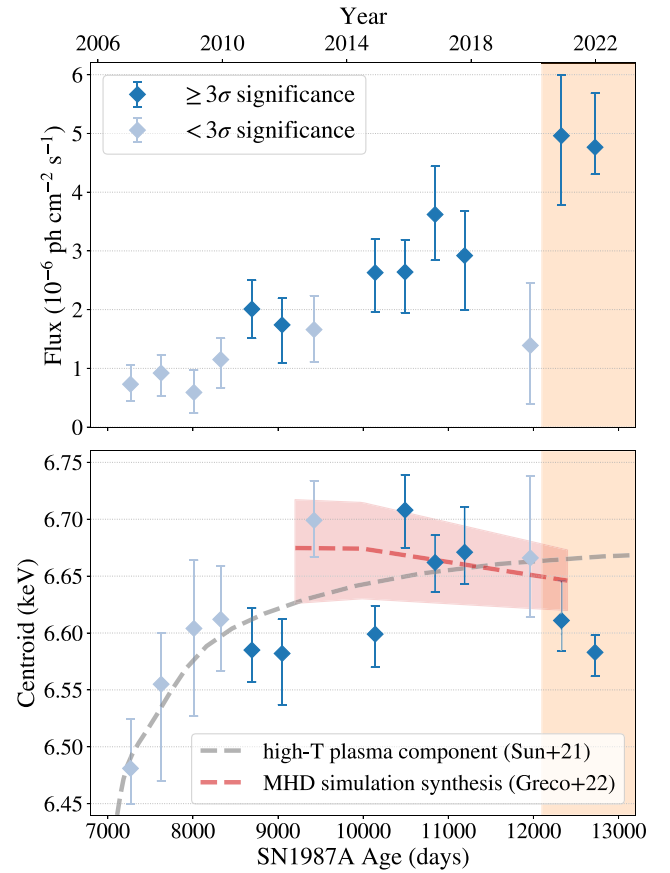 Year
2006 2010 2014 2018 2022
≥ 3σ significance
< 3σ significance
6
5
4
3
2
1
0
Flux (10⁻⁶ ph cm⁻² s⁻¹)
6.75
6.70
6.65
6.60
6.55
6.50
6.45
Centroid (keV)
high-T plasma component (Sun+21)
MHD simulation synthesis (Greco+22)
7000 8000 9000 10000 11000 12000 13000
SN1987A Age (days)